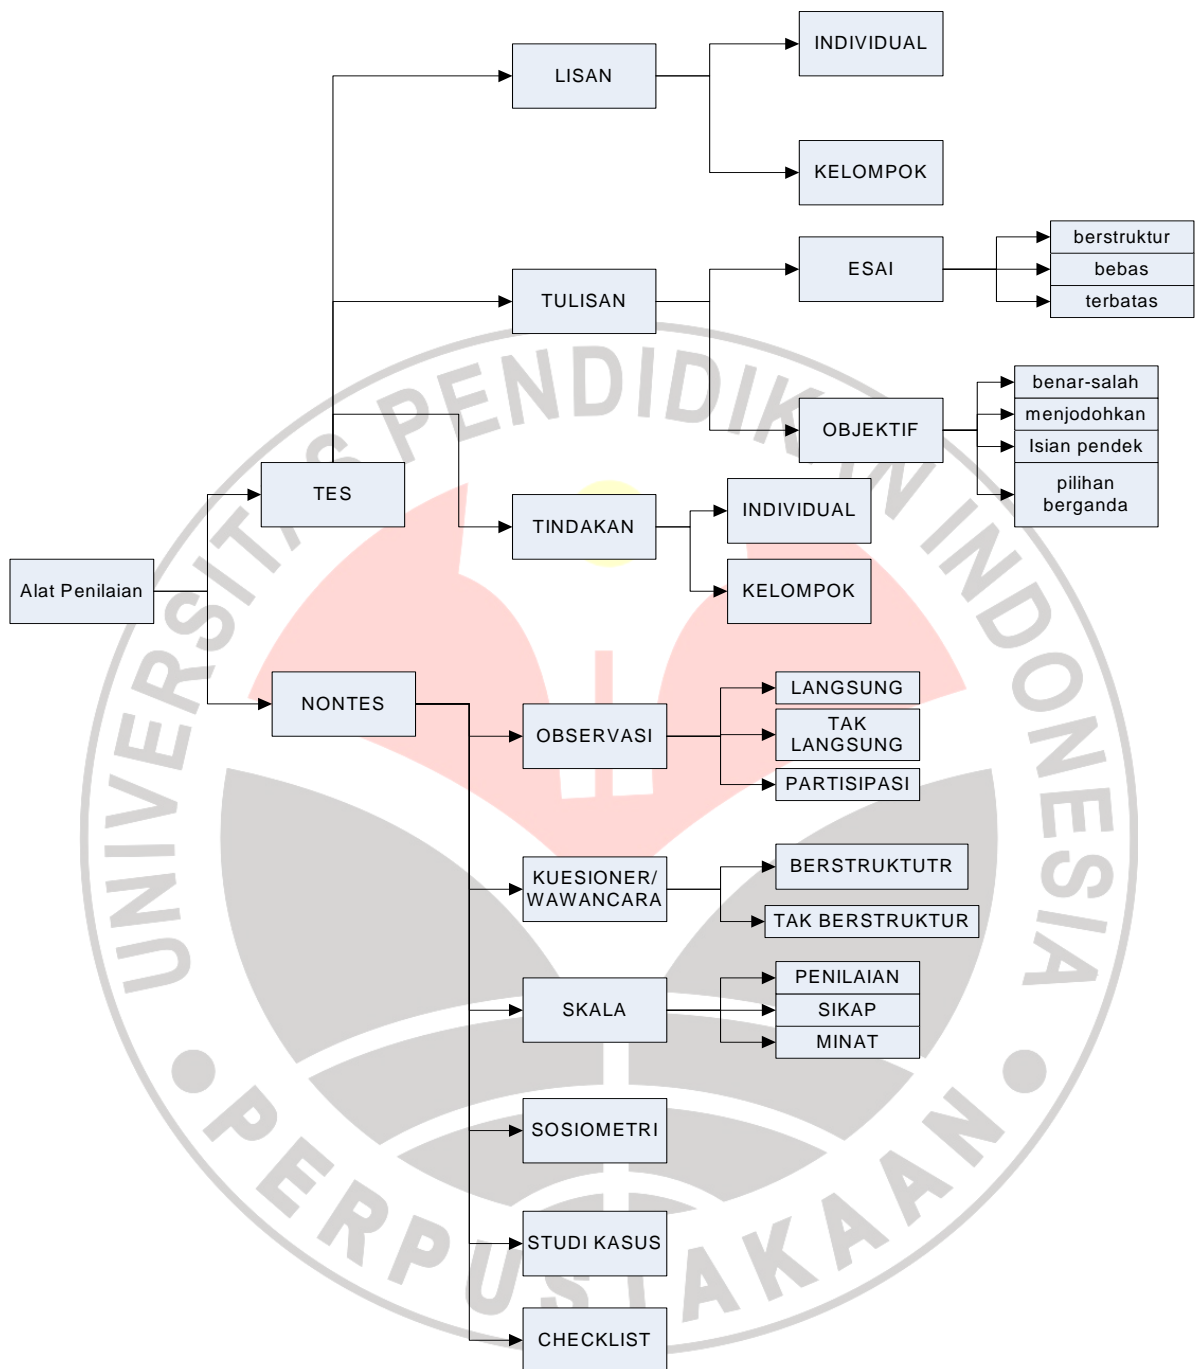 INDIVIDUAL
LISAN
KELOMPOK
berstruktur
ESAI
bebas
TULISAN
terbatas
benar-salah
menjodohkan
OBJEKTIF
Isian pendek
pilihan
berganda
TES
INDIVIDUAL
TINDAKAN
KELOMPOK
Alat Penilaian
NONTES
LANGSUNG
OBSERVASI
TAK
LANGSUNG
PARTISIPASI
KUESIONER/
WAWANCARA
BERSTRUKTUTR
TAK BERSTRUKTUR
PENILAIAN
SKALA
SIKAP
MINAT
SOSIOMETRI
STUDI KASUS
CHECKLIST
UNIVERSITAS PENDIDIKAN INDONESIA
PERPUSTAKAAN